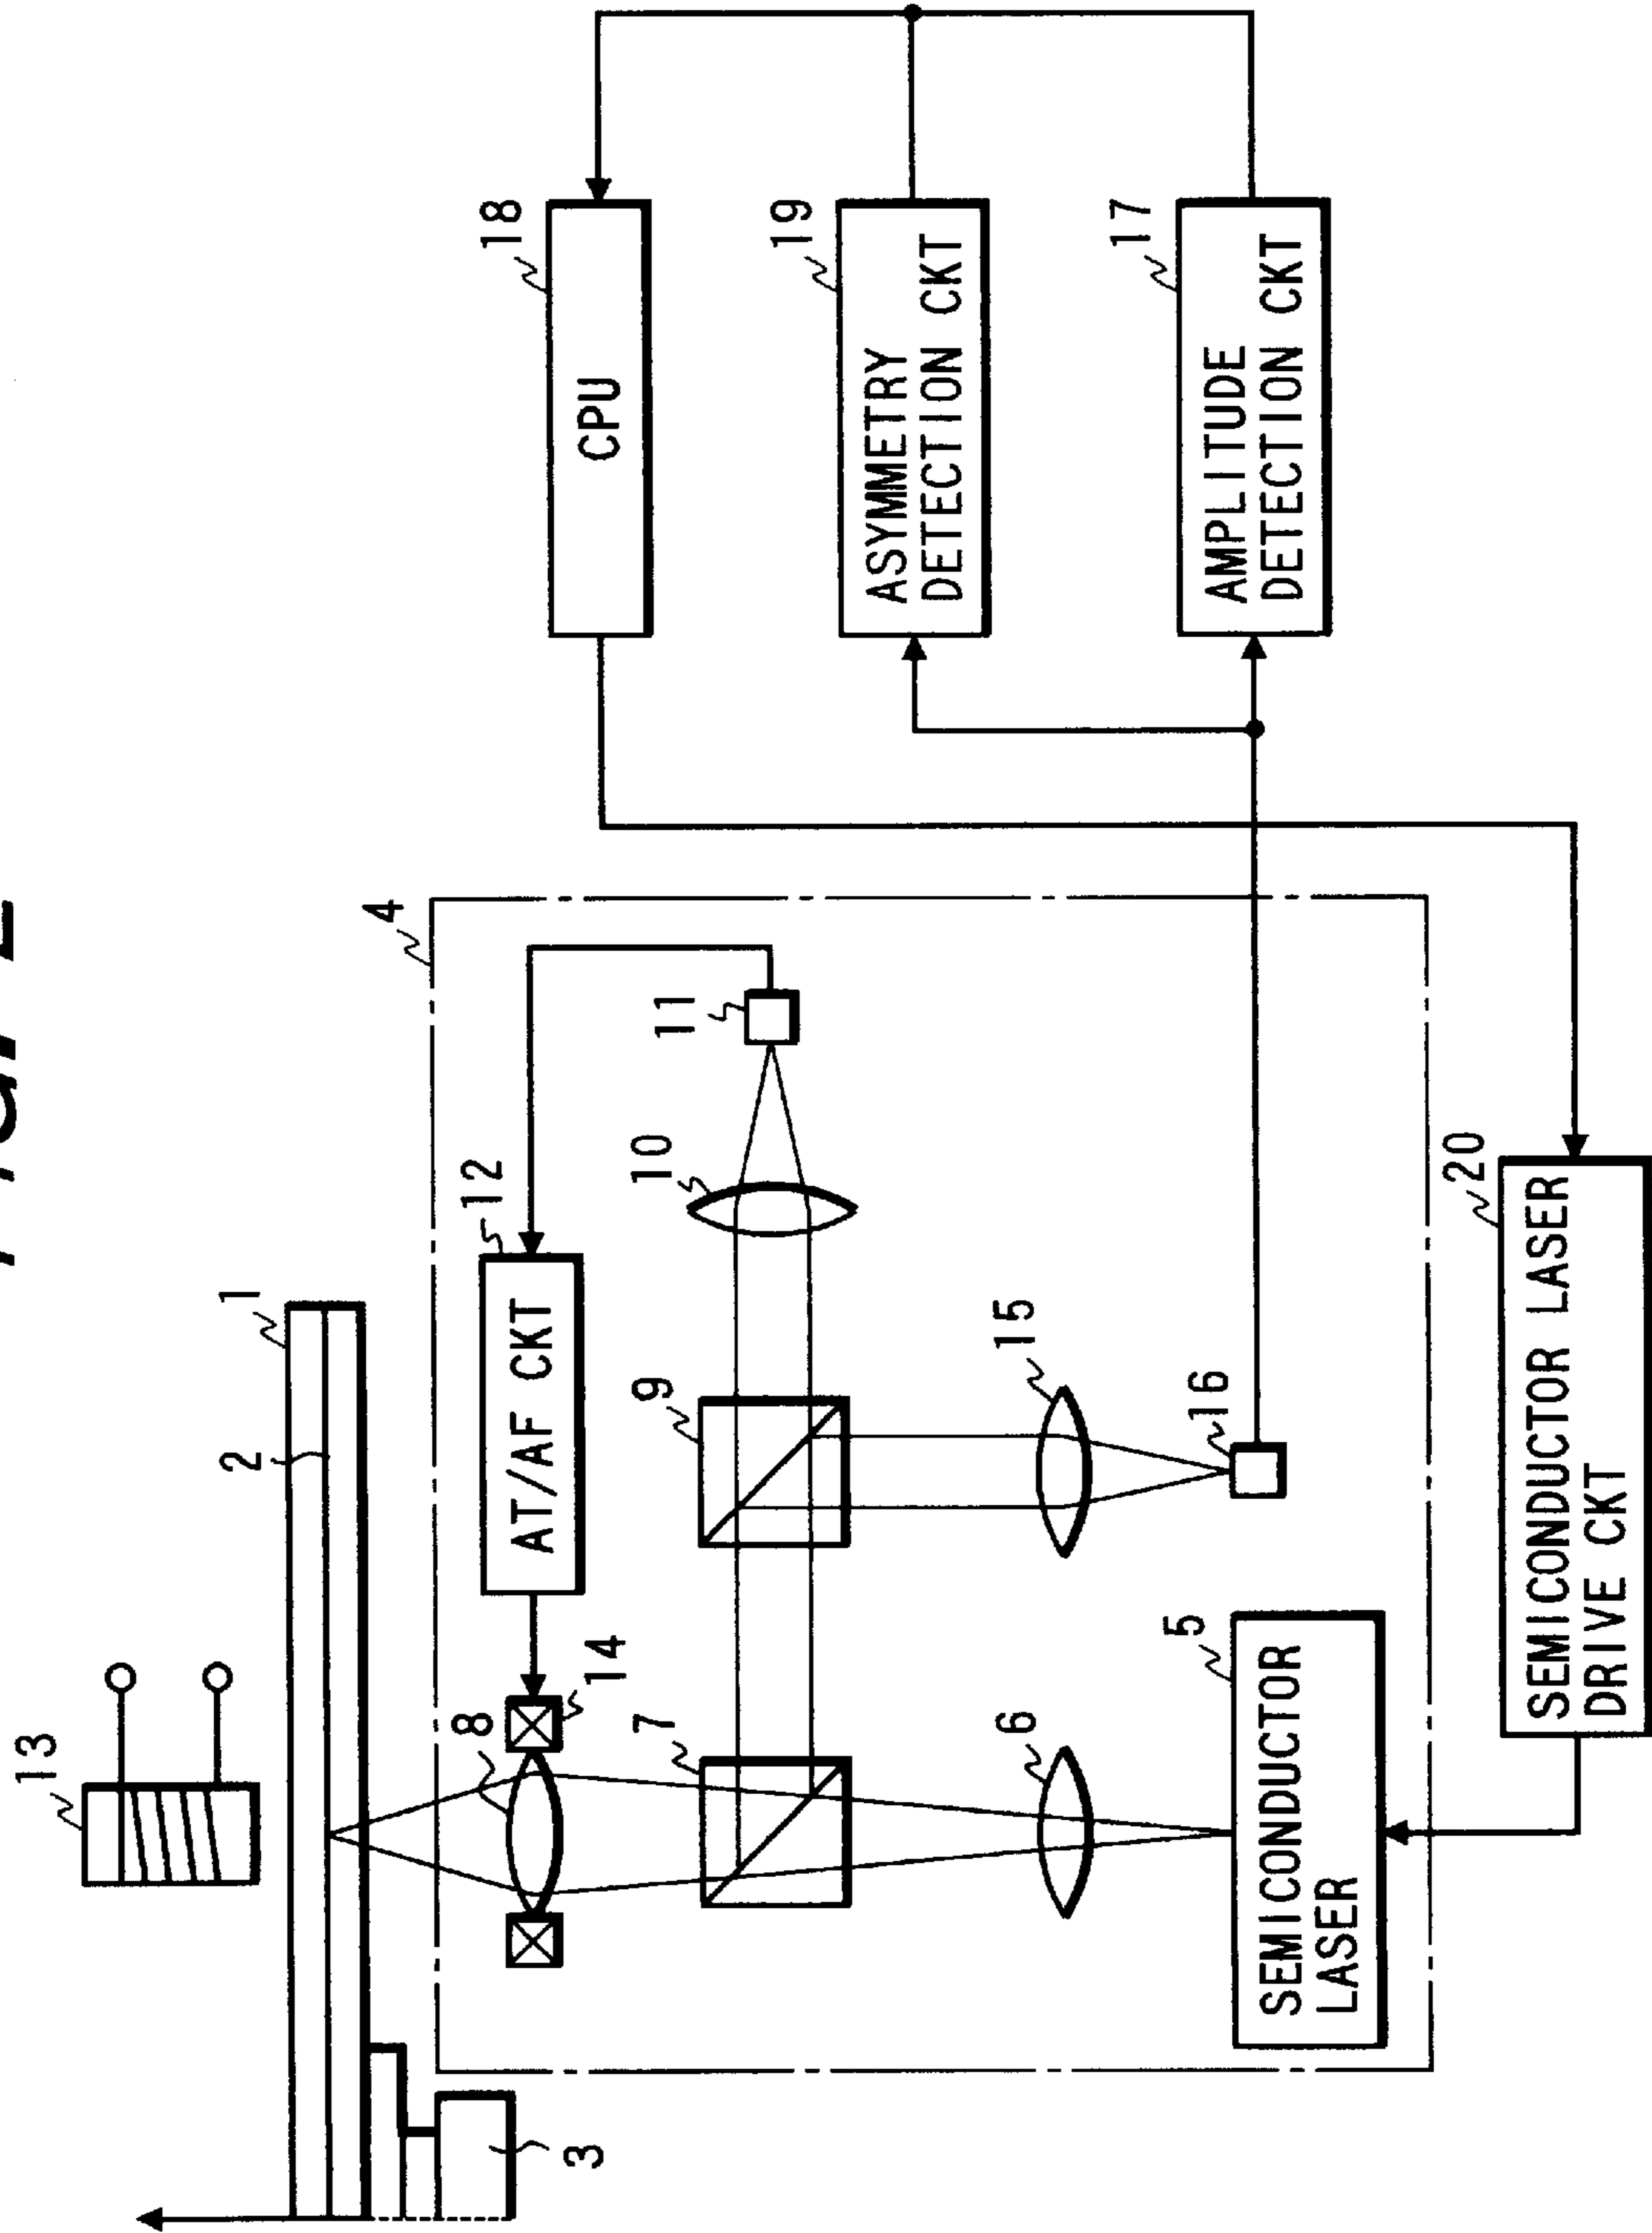 13
2
1
4
8
12
18
AT/AF CKT
3
14
CPU
7
9
10
11
19
ASYMMETRY
DETECTION CKT
6
15
17
5
16
AMPLITUDE
DETECTION CKT
SEMICONDUCTOR
LASER
20
SEMICONDUCTOR LASER
DRIVE CKT